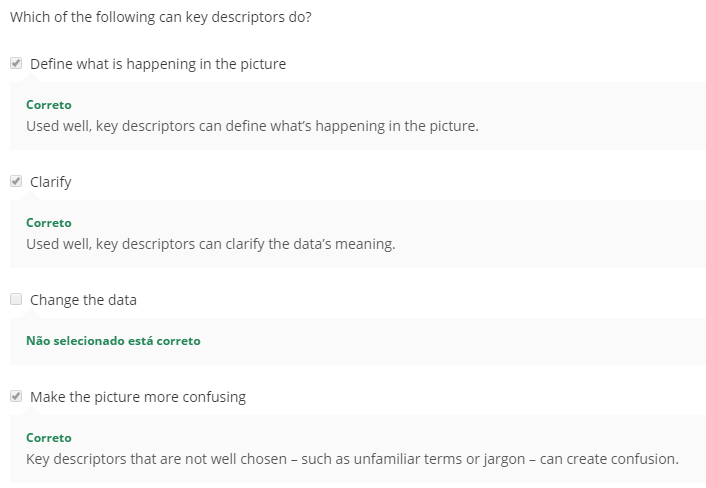 Which of the following can key descriptors do?
Define what is happening in the picture
Correto
Used well, key descriptors can define what's happening in the picture.
Clarify
Correto
Used well, key descriptors can clarify the data's meaning.
Change the data
Não selecionado está correto
Make the picture more confusing
Correto
Key descriptors that are not well chosen – such as unfamiliar terms or jargon – can create confusion.